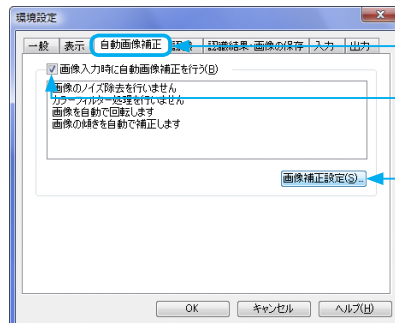 環境設定
一般 表示 自動画像補正 認識 認識結果・画像の保存 入力 出力
画像入力時に自動画像補正を行う(B)
画像のノイズ除去を行いません
カラーフィルター処理を行いません
画像を自動で回転します
画像の傾きを自動で補正します
画像補正設定(S)...
OK キャンセル ヘルプ(H)